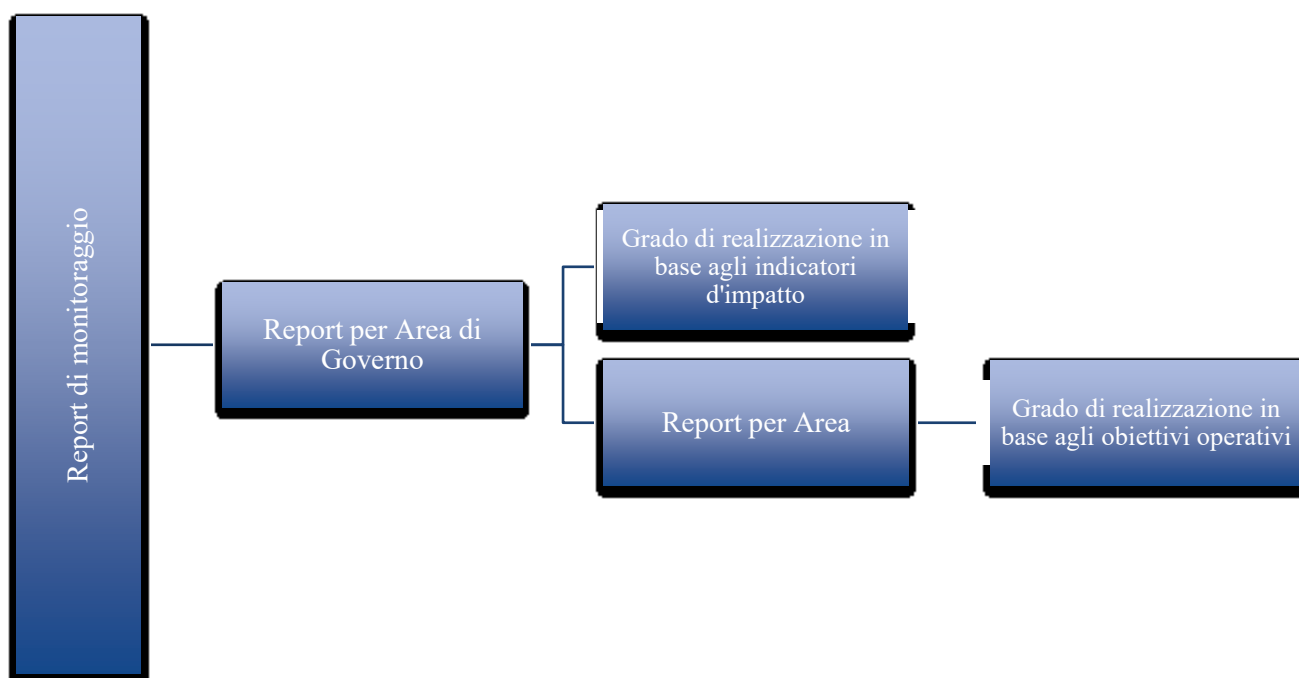 Report di monitoraggio
Report per Area di
Governo
Grado di realizzazione in
base agli indicatori
d'impatto
Report per Area
Grado di realizzazione in
base agli obiettivi operativi